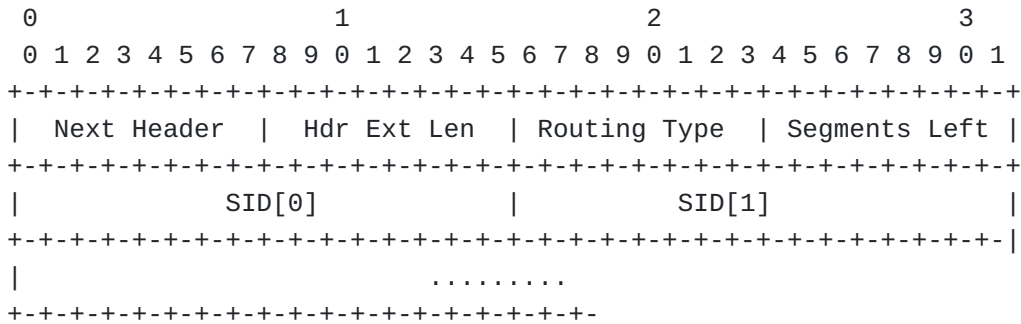 0                   1                   2                   3
 0 1 2 3 4 5 6 7 8 9 0 1 2 3 4 5 6 7 8 9 0 1 2 3 4 5 6 7 8 9 0 1
+-+-+-+-+-+-+-+-+-+-+-+-+-+-+-+-+-+-+-+-+-+-+-+-+-+-+-+-+-+-+-+-+
|  Next Header  |  Hdr Ext Len  | Routing Type  | Segments Left |
+-+-+-+-+-+-+-+-+-+-+-+-+-+-+-+-+-+-+-+-+-+-+-+-+-+-+-+-+-+-+-+-+
|             SID[0]            |          SID[1]               |
+-+-+-+-+-+-+-+-+-+-+-+-+-+-+-+-+-+-+-+-+-+-+-+-+-+-+-+-+-+-+-+-|
|                          .........
+-+-+-+-+-+-+-+-+-+-+-+-+-+-+-+-+-+-+-